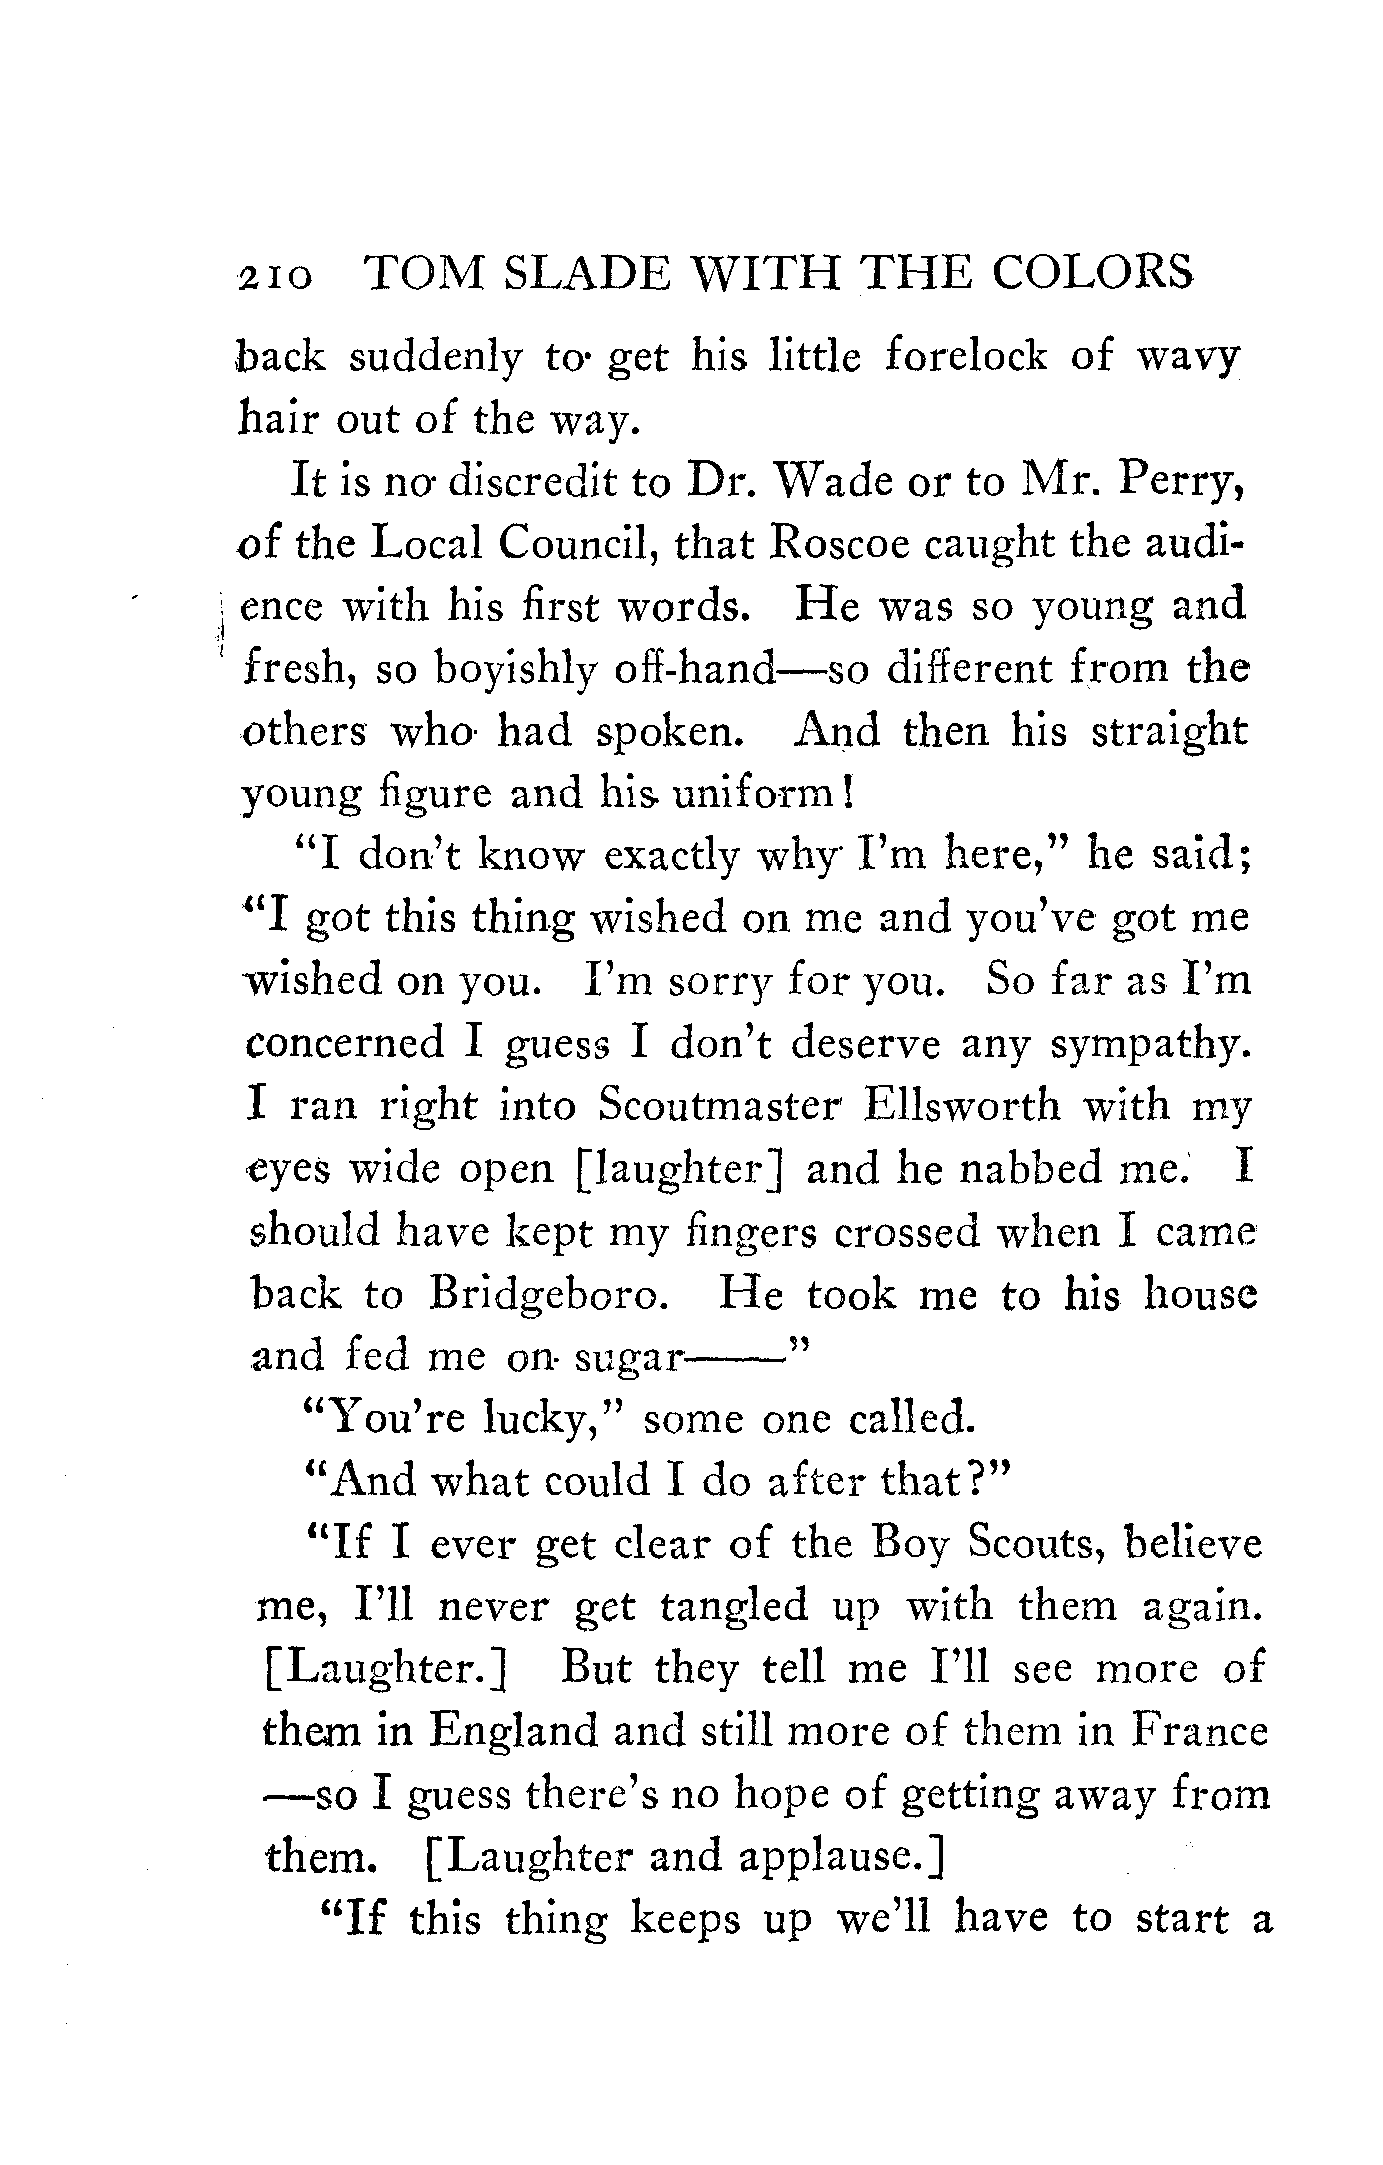 210 TOM SLADE WITH THE COLORS
back suddenly to get his little forelock of wavy
hair out of the way.
It is no discredit to Dr. Wade or to Mr. Perry,
of the Local Council, that Roscoe caught the audi-
ence with his first words. He was so young and
fresh, so boyishly off-hand—so different from the
others who had spoken. And then his straight
young figure and his uniform!
“I don’t know exactly why I’m here,” he said;
“I got this thing wished on me and you’ve got me
wished on you. I’m sorry for you. So far as I’m
concerned I guess I don’t deserve any sympathy.
I ran right into Scoutmaster Ellsworth with my
eyes wide open [laughter] and he nabbed me. I
should have kept my fingers crossed when I came
back to Bridgeboro. He took me to his house
and fed me on sugar——”
“You’re lucky,” some one called.
“And what could I do after that?”
“If I ever get clear of the Boy Scouts, believe
me, I’ll never get tangled up with them again.
[Laughter.] But they tell me I’ll see more of
them in England and still more of them in France
—so I guess there’s no hope of getting away from
them. [Laughter and applause.]
“If this thing keeps up we’ll have to start a